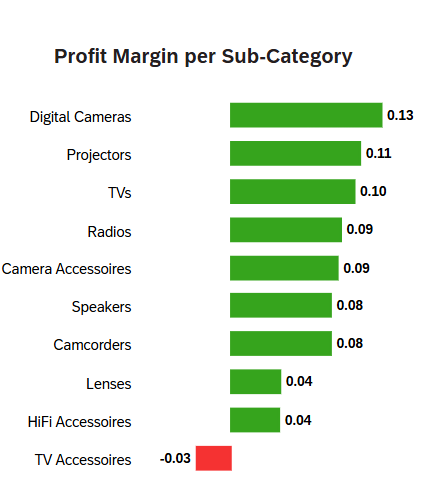 Profit Margin per Sub-Category
Digital Cameras 0.13
Projectors 0.11
TVs 0.10
Radios 0.09
Camera Accessoires 0.09
Speakers 0.08
Camcorders 0.08
Lenses 0.04
HiFi Accessoires 0.04
TV Accessoires -0.03